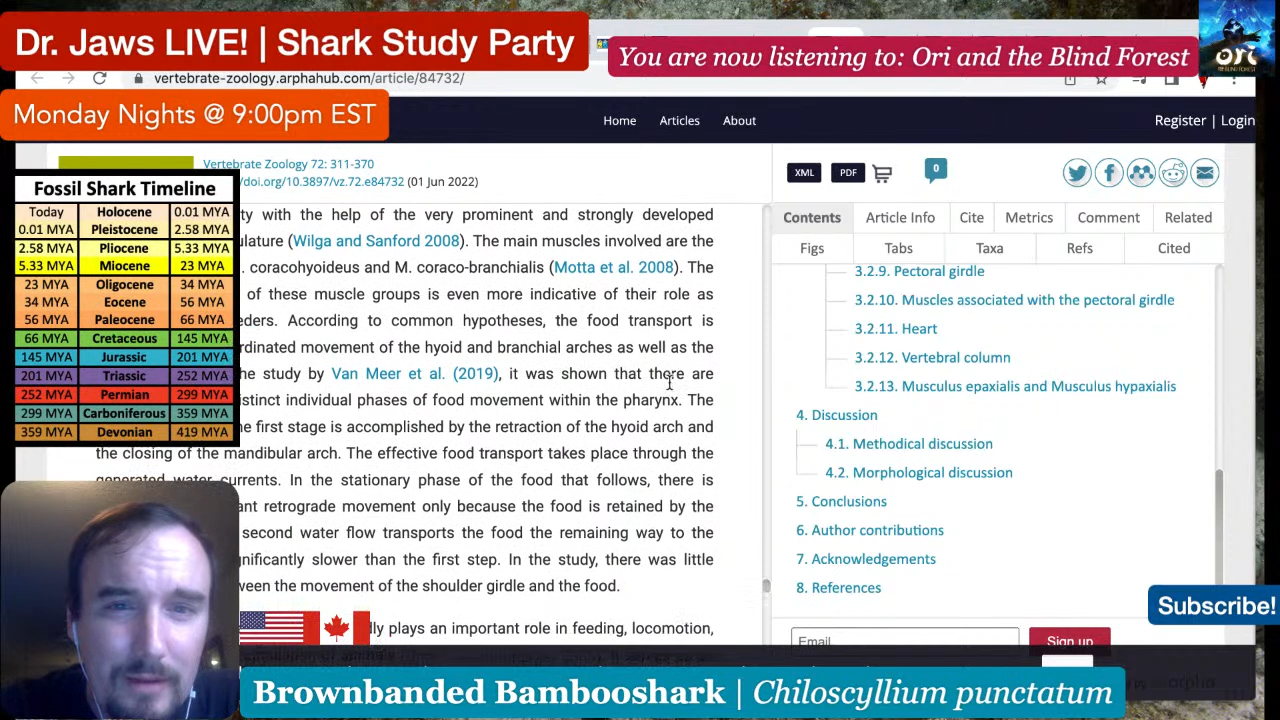 Dr. Jaws LIVE! | Shark Study Party
You are now listening to: Ori and the Blind Forest
ori
vertebrate-zoology.arphahub.com/article/84732/
Monday Nights @ 9:00pm EST
Home Articles About
Register | Login
Vertebrate Zoology 72: 311-370
/doi.org/10.3897/vz.72.e84732 (01 Jun 2022)
XML PDF 0
Contents Article Info Cite Metrics Comment Related
Figs Tabs Taxa Refs Cited
Fossil Shark Timeline
Today Holocene 0.01 MYA
0.01 MYA Pleistocene 2.58 MYA
2.58 MYA Pliocene 5.33 MYA
5.33 MYA Miocene 23 MYA
23 MYA Oligocene 34 MYA
34 MYA Eocene 56 MYA
56 MYA Paleocene 66 MYA
66 MYA Cretaceous 145 MYA
145 MYA Jurassic 201 MYA
201 MYA Triassic 252 MYA
252 MYA Permian 299 MYA
299 MYA Carboniferous 359 MYA
359 MYA Devonian 419 MYA
ty with the help of the very prominent and strongly developed
ulature (Wilga and Sanford 2008). The main muscles involved are the
. coracohyoideus and M. coraco-branchialis (Motta et al. 2008). The
of these muscle groups is even more indicative of their role as
eders. According to common hypotheses, the food transport is
rdinated movement of the hyoid and branchial arches as well as the
he study by Van Meer et al. (2019), it was shown that there are
istinct individual phases of food movement within the pharynx. The
he first stage is accomplished by the retraction of the hyoid arch and
the closing of the mandibular arch. The effective food transport takes place through the
generated water currents. In the stationary phase of the food that follows, there is
ant retrograde movement only because the food is retained by the
second water flow transports the food the remaining way to the
gnificantly slower than the first step. In the study, there was little
ween the movement of the shoulder girdle and the food.
lly plays an important role in feeding, locomotion,
3.2.9. Pectoral girdle
3.2.10. Muscles associated with the pectoral girdle
3.2.11. Heart
3.2.12. Vertebral column
3.2.13. Musculus epaxialis and Musculus hypaxialis
4. Discussion
4.1. Methodical discussion
4.2. Morphological discussion
5. Conclusions
6. Author contributions
7. Acknowledgements
8. References
Email Sign up
Subscribe!
Brownbanded Bambooshark | Chiloscyllium punctatum